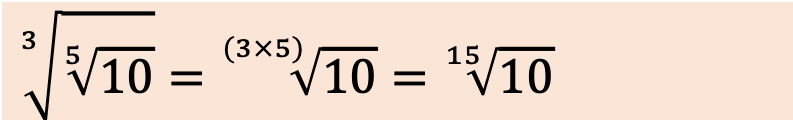 ∛(⁵√10) = ⁽³ˣ⁵⁾√10 = ¹⁵√10